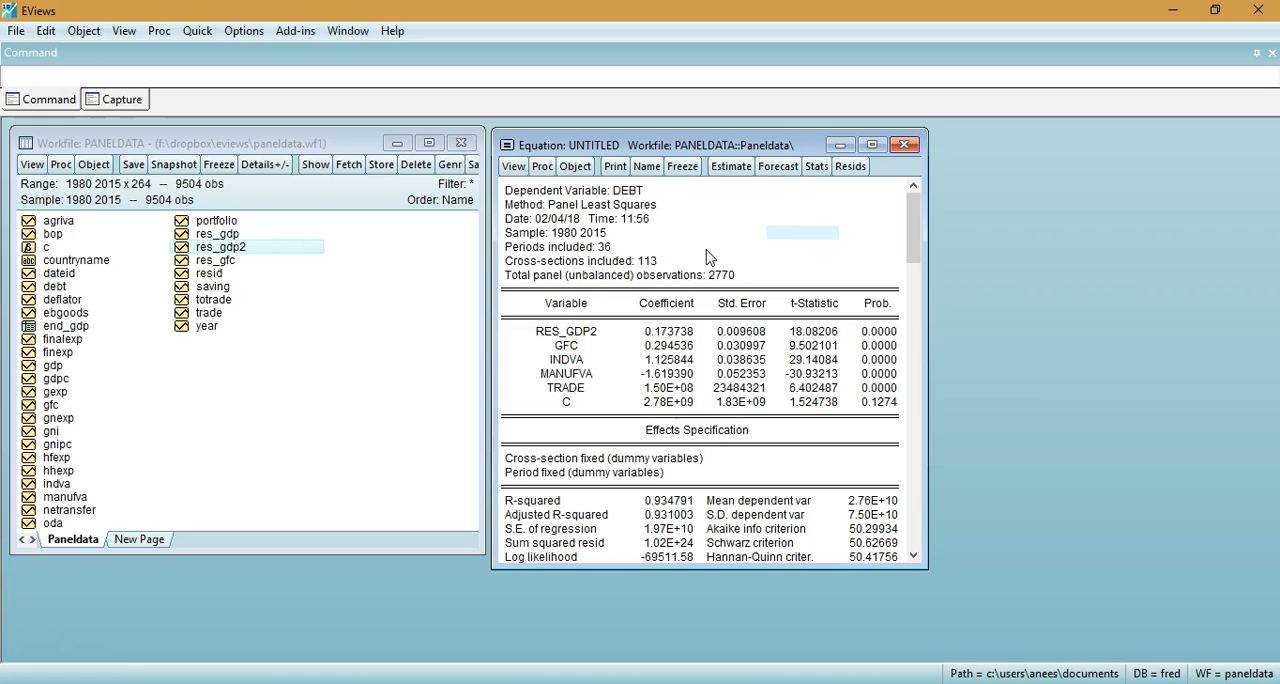 EViews
File Edit Object View Proc Quick Options Add-ins Window Help
Command
Command Capture
Workfile: PANELDATA - (f:\dropbox\eviews\paneldata.wf1)
View Proc Object Save Snapshot Freeze Details+/- Show Fetch Store Delete Genr Sa
Range: 1980 2015 x 264 -- 9504 obs Filter: *
Sample: 1980 2015 -- 9504 obs Order: Name
agriva
bop
c
countryname
dateid
debt
deflator
ebgoods
end_gdp
finalexp
finexp
gdp
gdpc
gexp
gfc
gnexp
gni
gnipc
hfexp
hhexp
indva
manufva
netransfer
oda
portfolio
res_gdp
res_gdp2
res_gfc
resid
saving
totrade
trade
year
Paneldata New Page
Equation: UNTITLED Workfile: PANELDATA::Paneldata\
View Proc Object Print Name Freeze Estimate Forecast Stats Resids
Dependent Variable: DEBT
Method: Panel Least Squares
Date: 02/04/18 Time: 11:56
Sample: 1980 2015
Periods included: 36
Cross-sections included: 113
Total panel (unbalanced) observations: 2770
Variable Coefficient Std. Error t-Statistic Prob.
RES_GDP2 0.173738 0.009608 18.08206 0.0000
GFC 0.294536 0.030997 9.502101 0.0000
INDVA 1.125844 0.038635 29.14084 0.0000
MANUFVA -1.619390 0.052353 -30.93213 0.0000
TRADE 1.50E+08 23484321 6.402487 0.0000
C 2.78E+09 1.83E+09 1.524738 0.1274
Effects Specification
Cross-section fixed (dummy variables)
Period fixed (dummy variables)
R-squared 0.934791 Mean dependent var 2.76E+10
Adjusted R-squared 0.931003 S.D. dependent var 7.50E+10
S.E. of regression 1.97E+10 Akaike info criterion 50.29934
Sum squared resid 1.02E+24 Schwarz criterion 50.62669
Log likelihood -69511.58 Hannan-Quinn criter. 50.41756
Path = c:\users\anees\documents DB = fred WF = paneldata